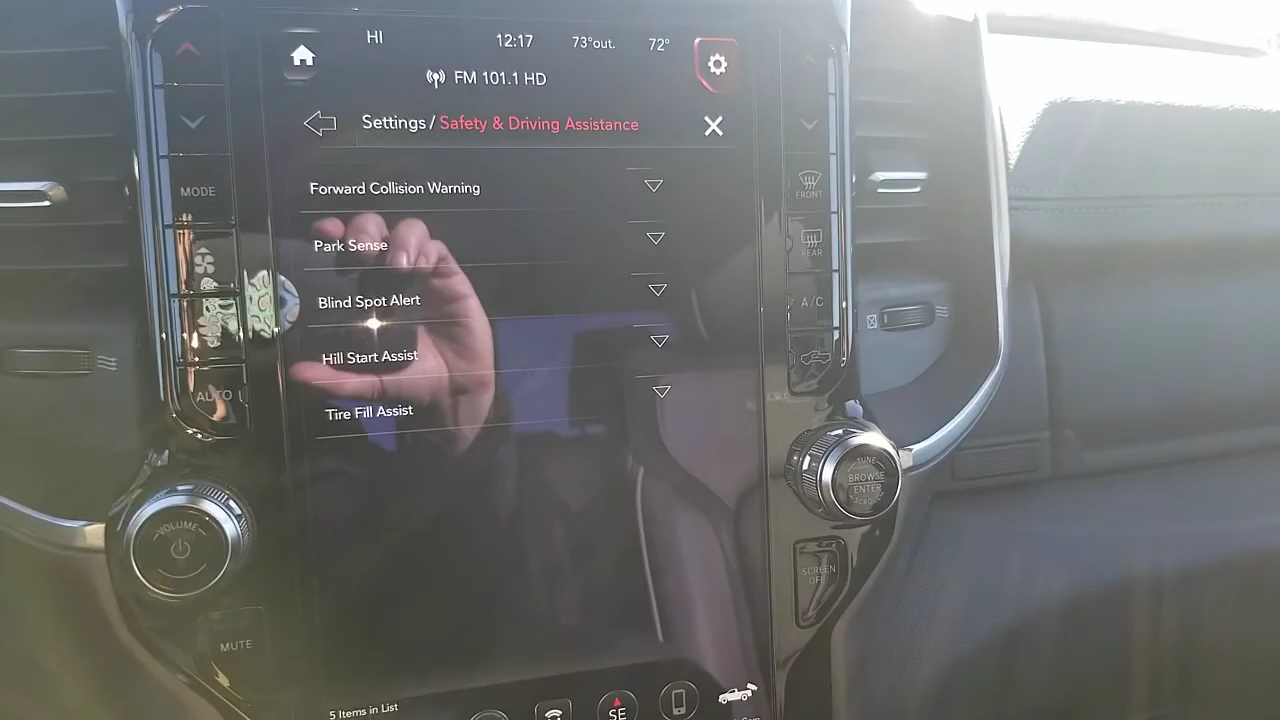 HI 12:17 73°out. 72°
FM 101.1 HD
Settings / Safety & Driving Assistance
Forward Collision Warning
Park Sense
Blind Spot Alert
Hill Start Assist
Tire Fill Assist
5 Items in List
SE
MODE
AUTO
VOLUME
MUTE
FRONT
REAR
A/C
TUNE
BROWSE
ENTER
SCROLL
SCREEN
OFF